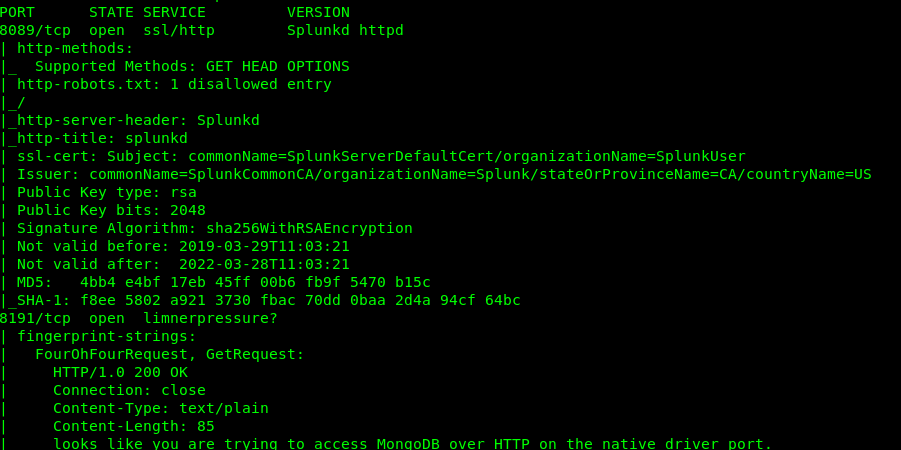 PORT      STATE SERVICE         VERSION
8089/tcp  open  ssl/http        Splunkd httpd
| http-methods:
|_  Supported Methods: GET HEAD OPTIONS
| http-robots.txt: 1 disallowed entry
|_/
|_http-server-header: Splunkd
|_http-title: splunkd
| ssl-cert: Subject: commonName=SplunkServerDefaultCert/organizationName=SplunkUser
| Issuer: commonName=SplunkCommonCA/organizationName=Splunk/stateOrProvinceName=CA/countryName=US
| Public Key type: rsa
| Public Key bits: 2048
| Signature Algorithm: sha256WithRSAEncryption
| Not valid before: 2019-03-29T11:03:21
| Not valid after:  2022-03-28T11:03:21
| MD5:   4bb4 e4bf 17eb 45ff 00b6 fb9f 5470 b15c
|_SHA-1: f8ee 5802 a921 3730 fbac 70dd 0baa 2d4a 94cf 64bc
8191/tcp  open  limnerpressure?
| fingerprint-strings:
|   FourOhFourRequest, GetRequest:
|     HTTP/1.0 200 OK
|     Connection: close
|     Content-Type: text/plain
|     Content-Length: 85
|     looks like you are trying to access MongoDB over HTTP on the native driver port.